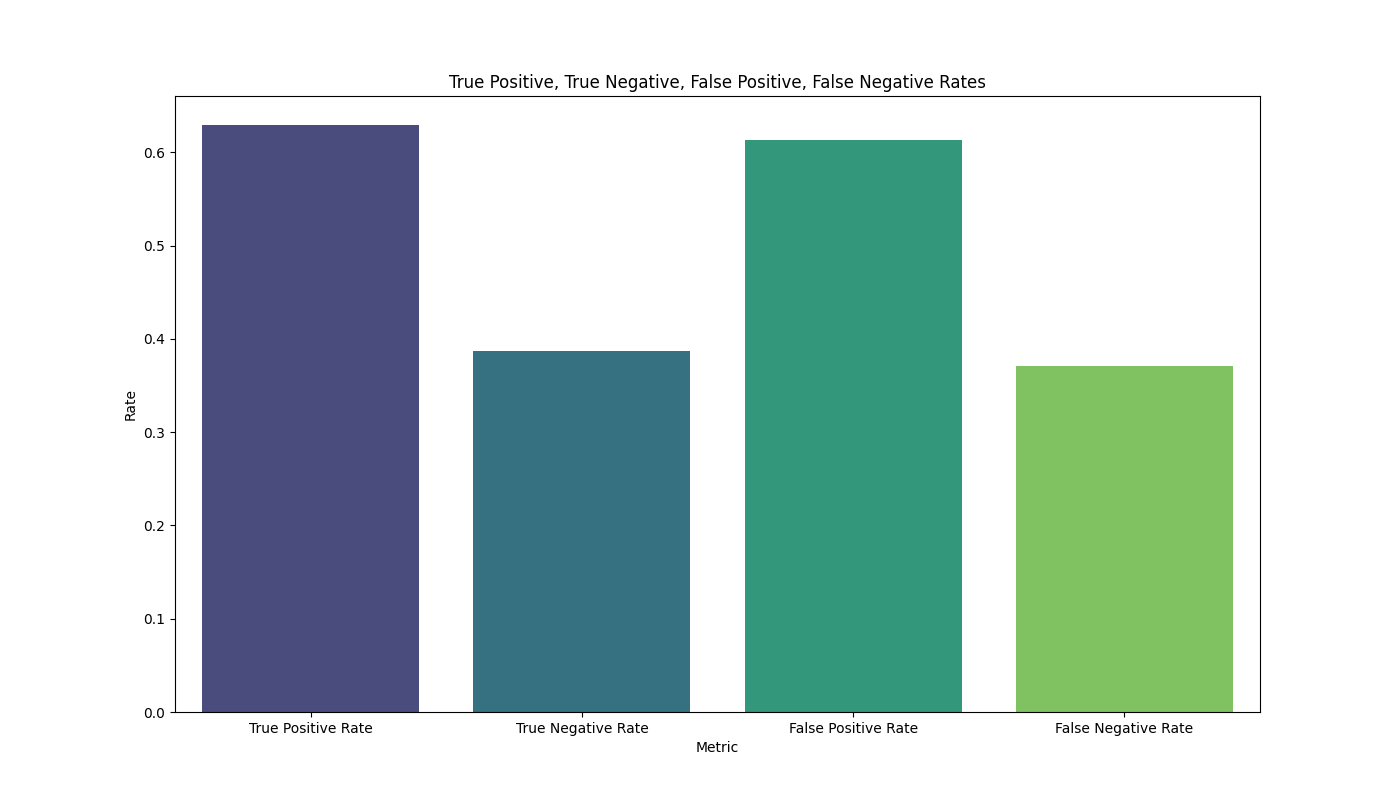 True Positive, True Negative, False Positive, False Negative Rates
0.6
0.5
0.4
0.3
0.2
0.1
0.0
Rate
True Positive Rate True Negative Rate False Positive Rate False Negative Rate
Metric